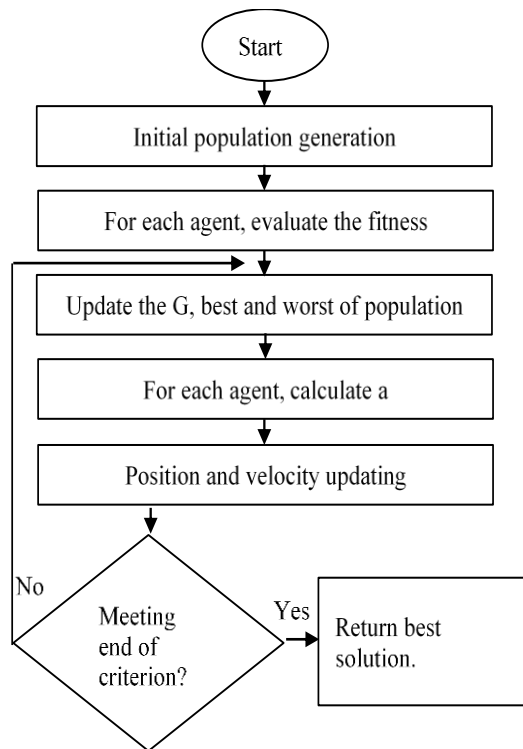 Start
Initial population generation
For each agent, evaluate the fitness
Update the G, best and worst of population
For each agent, calculate a
Position and velocity updating
No
Meeting
end of
criterion?
Yes
Return best
solution.